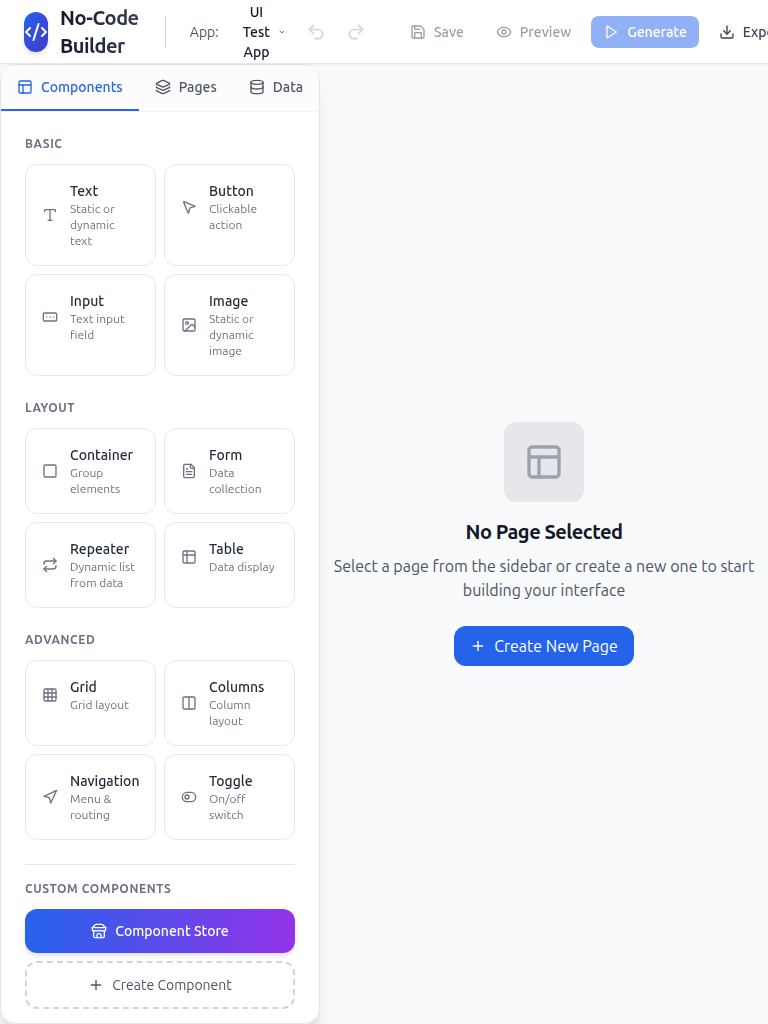 No-Code
Builder
App:
UI
Test
App
Save
Preview
Generate
Components
Pages
Data
BASIC
Text
Static or
dynamic
text
Button
Clickable
action
Input
Text input
field
Image
Static or
dynamic
image
LAYOUT
Container
Group
elements
Form
Data
collection
Repeater
Dynamic list
from data
Table
Data display
ADVANCED
Grid
Grid layout
Columns
Column
layout
Navigation
Menu &
routing
Toggle
On/off
switch
CUSTOM COMPONENTS
Component Store
Create Component
No Page Selected
Select a page from the sidebar or create a new one to start
building your interface
Create New Page